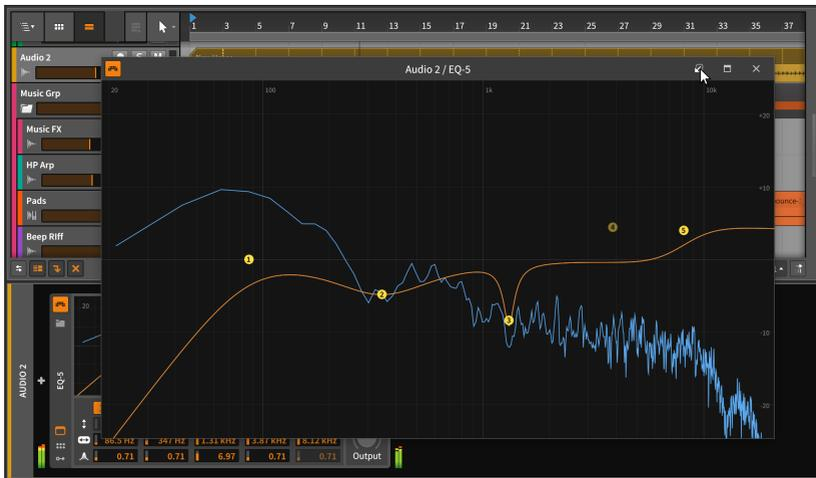 1 3 5 7 9 11 13 15 17 19 21 23 25 27 29 31 33 35 37
Audio 2
S M
Audio 2 / EQ-5
20 100 1k 10k
Music Grp
+20
Music FX
HP Arp
+10
Pads
ounce-
4
5
Beep RIff
1
2
3
-10
20
-20
AUDIO 2
+
EQ-5
86.5 Hz 347 Hz 1.31 kHz 3.87 kHz 8.12 kHz
0.71 0.71 6.97 0.71 0.71
Output